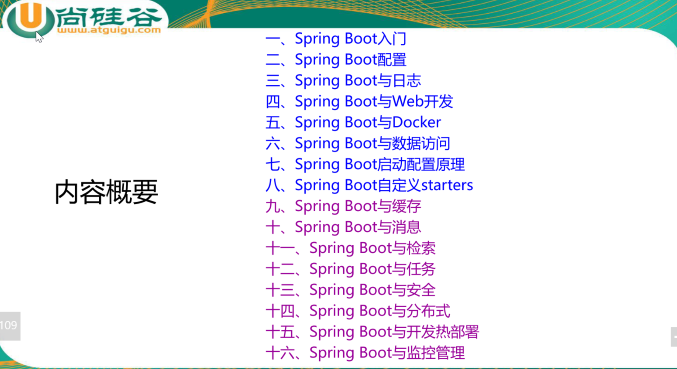 尚硅谷
www.atguigu.com
内容概要
一、Spring Boot入门
二、Spring Boot配置
三、Spring Boot与日志
四、Spring Boot与Web开发
五、Spring Boot与Docker
六、Spring Boot与数据访问
七、Spring Boot启动配置原理
八、Spring Boot自定义starters
九、Spring Boot与缓存
十、Spring Boot与消息
十一、Spring Boot与检索
十二、Spring Boot与任务
十三、Spring Boot与安全
十四、Spring Boot与分布式
十五、Spring Boot与开发热部署
十六、Spring Boot与监控管理
109